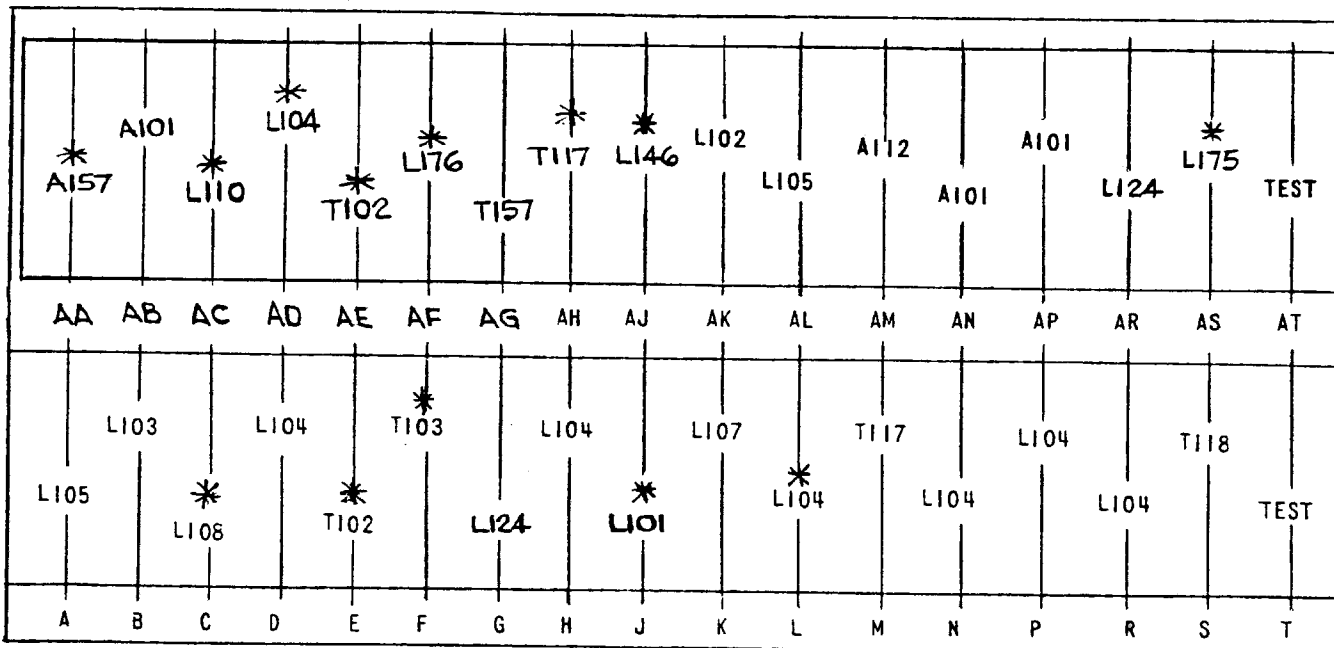 A157 * A101 L110 * L104 * T102 * L176 * T157 T117 * L146 * L102 L105 A112 A101 A101 L124 L175 * TEST
AA AB AC AD AE AF AG AH AJ AK AL AM AN AP AR AS AT
L105 L103 L108 * L104 T102 * T103 * L124 L104 L101 * L107 L104 * T117 L104 L104 L104 T118 TEST
A B C D E F G H J K L M N P R S T